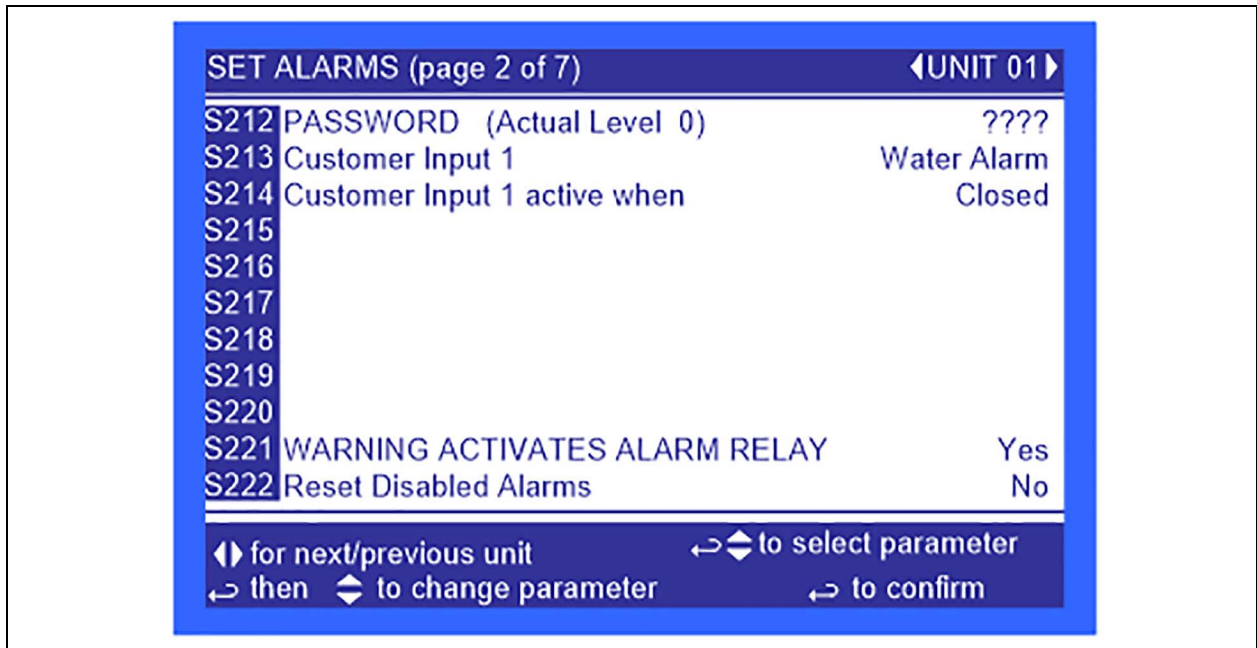 SET ALARMS (page 2 of 7) UNIT 01
S212 PASSWORD (Actual Level 0) ????
S213 Customer Input 1 Water Alarm
S214 Customer Input 1 active when Closed
S215
S216
S217
S218
S219
S220
S221 WARNING ACTIVATES ALARM RELAY Yes
S222 Reset Disabled Alarms No
for next/previous unit to select parameter
then to change parameter to confirm